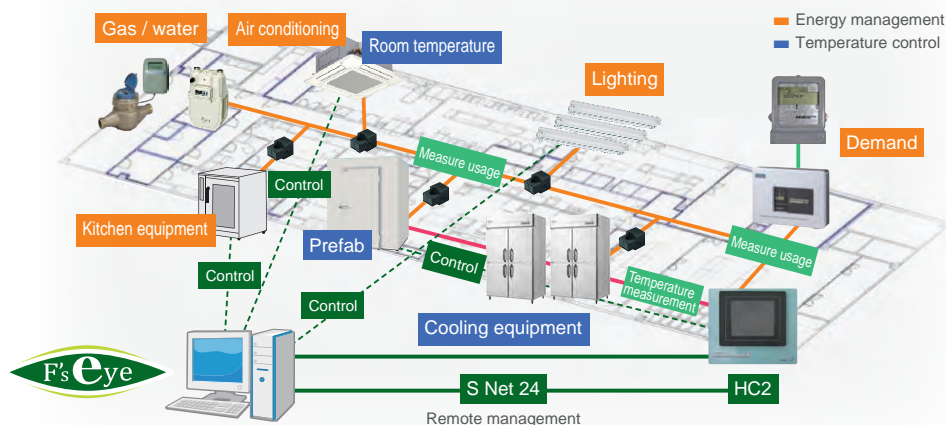 Energy management
Temperature control
Gas / water
Air conditioning
Room temperature
Lighting
Demand
Measure usage
Control
Kitchen equipment
Prefab
Control
Control
Control
Measure usage
Temperature
measurement
Cooling equipment
F's eye
S Net 24
HC2
Remote management